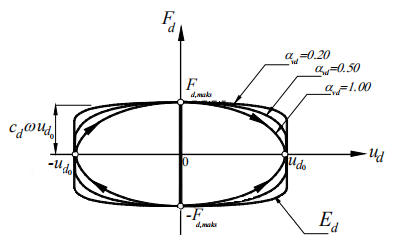 F_d
α_vd=0.20
α_vd=0.50
α_vd=1.00
F_d,maks
c_d ω u_d₀
-u_d₀
0
u_d₀
u_d
-F_d,maks
E_d